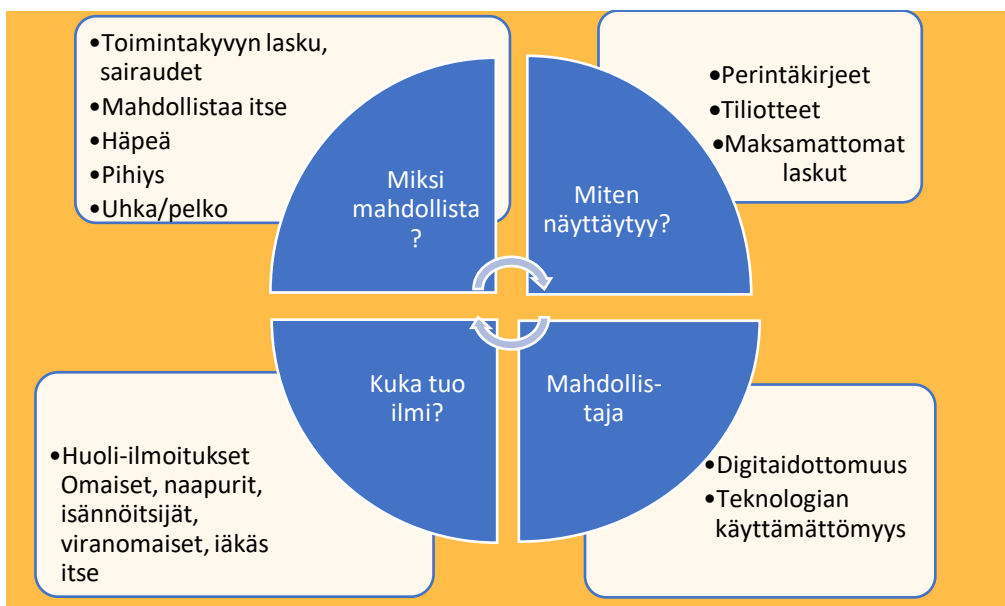 •Toimintakyvyn lasku,
sairaudet
•Mahdollistaa itse
•Häpeä
•Pihiys
•Uhka/pelko
Miksi
mahdollista
?
•Perintäkirjeet
•Tiliotteet
•Maksamattomat
laskut
Miten
näyttäytyy?
Kuka tuo
ilmi?
•Huoli-ilmoitukset
Omaiset, naapurit,
isännöitsijät,
viranomaiset, iäkäs
itse
Mahdollis-
taja
•Digitaidottomuus
•Teknologian
käyttämättömyys